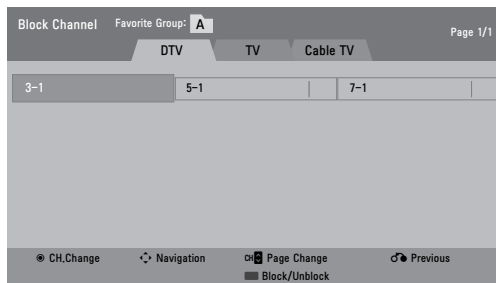 Block Channel Favorite Group: A
Page 1/1
DTV TV Cable TV
3-1 5-1 7-1
CH.Change Navigation CH Page Change Previous
Block/Unblock